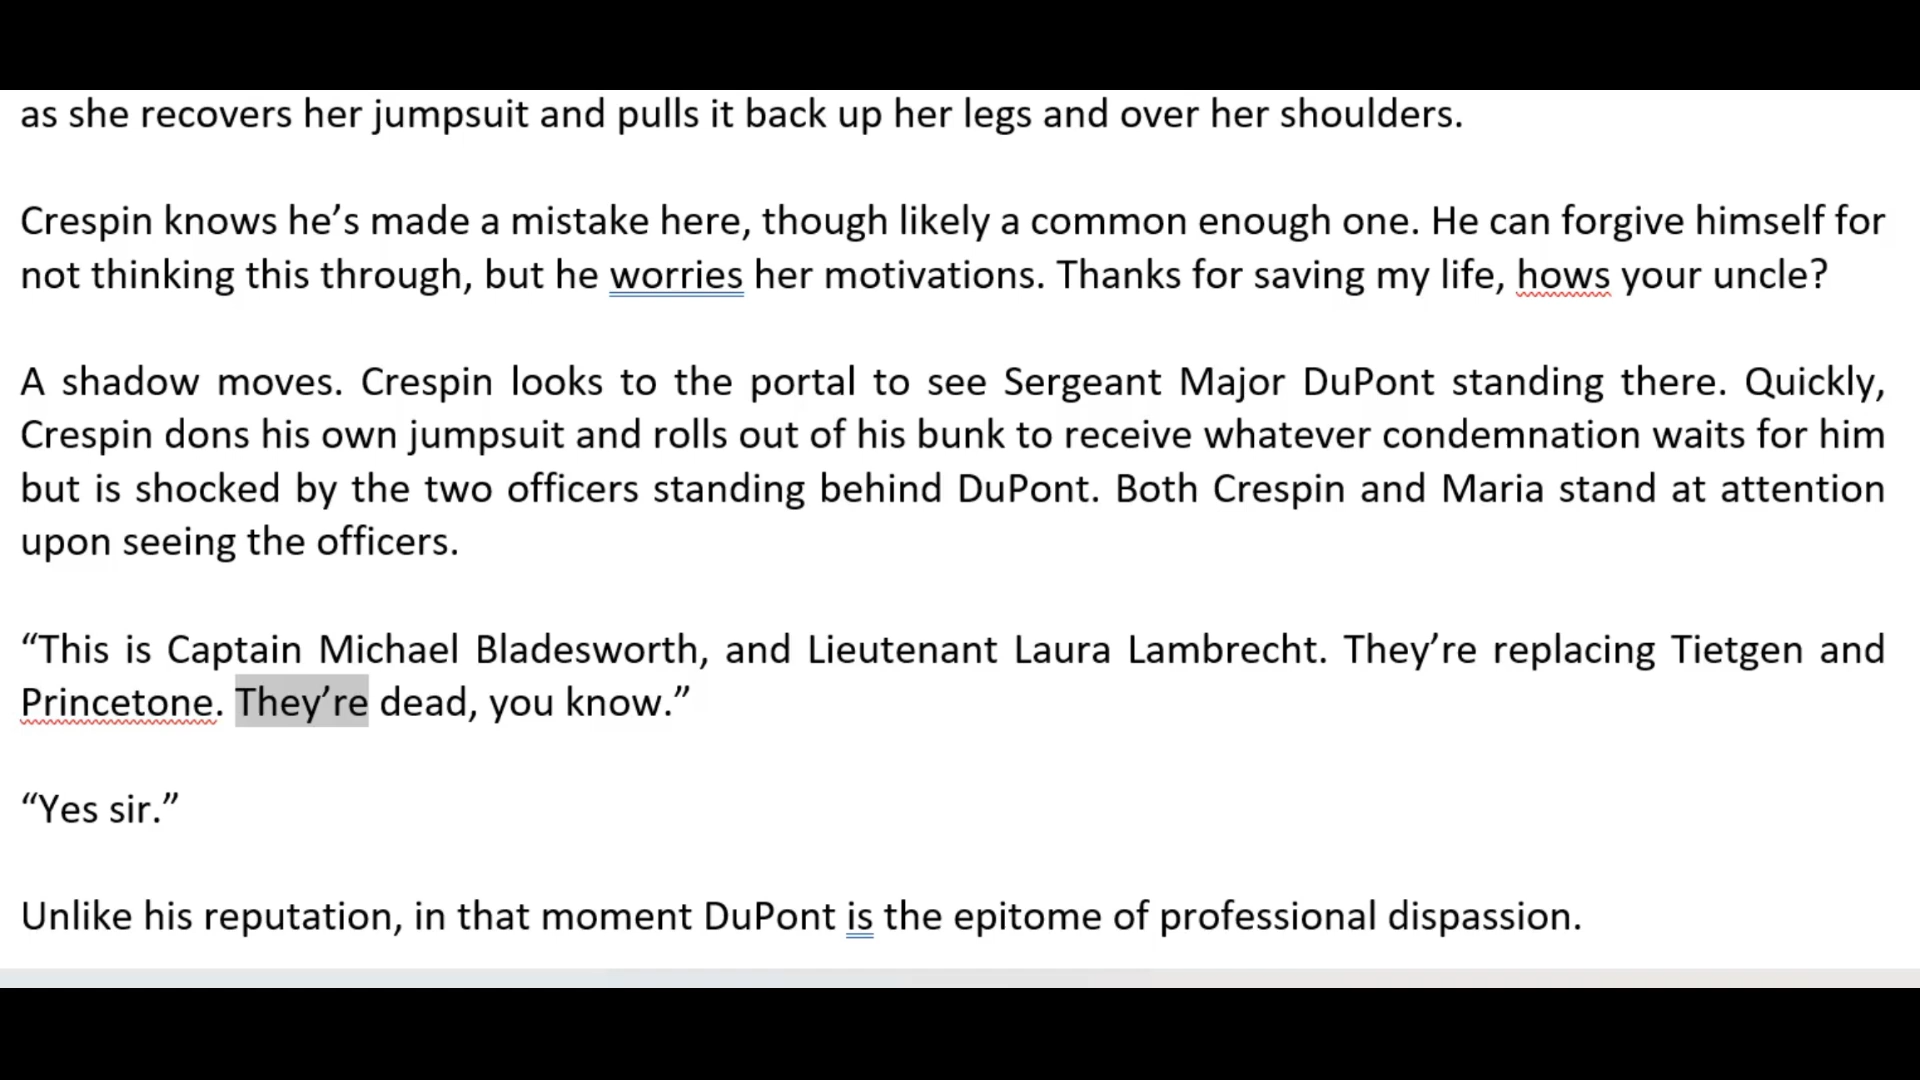 as she recovers her jumpsuit and pulls it back up her legs and over her shoulders.
Crespin knows he’s made a mistake here, though likely a common enough one. He can forgive himself for
not thinking this through, but he worries her motivations. Thanks for saving my life, hows your uncle?
A shadow moves. Crespin looks to the portal to see Sergeant Major DuPont standing there. Quickly,
Crespin dons his own jumpsuit and rolls out of his bunk to receive whatever condemnation waits for him
but is shocked by the two officers standing behind DuPont. Both Crespin and Maria stand at attention
upon seeing the officers.
“This is Captain Michael Bladesworth, and Lieutenant Laura Lambrecht. They’re replacing Tietgen and
Princetone. They’re dead, you know.”
“Yes sir.”
Unlike his reputation, in that moment DuPont is the epitome of professional dispassion.